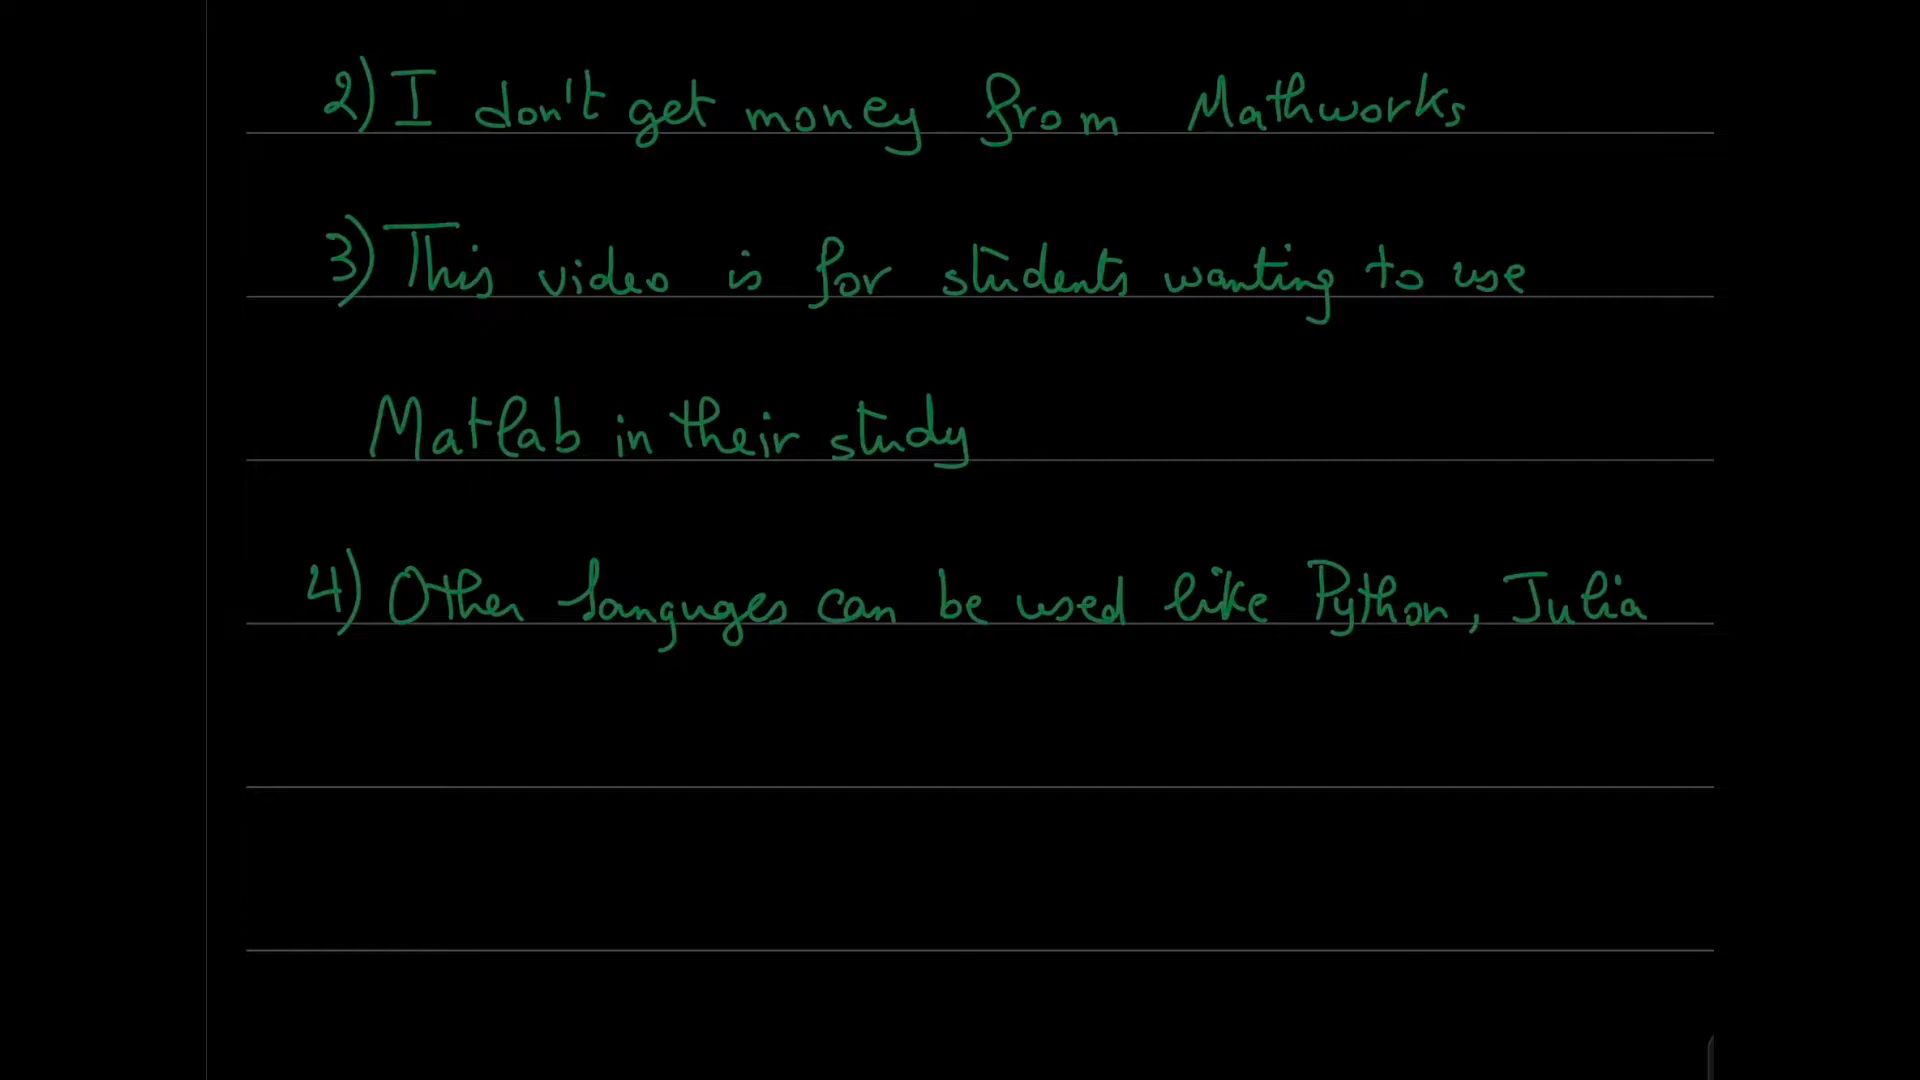 2) I don't get money from Mathworks
3) This video is for students wanting to use
Matlab in their study
4) Other languges can be used like Python, Julia